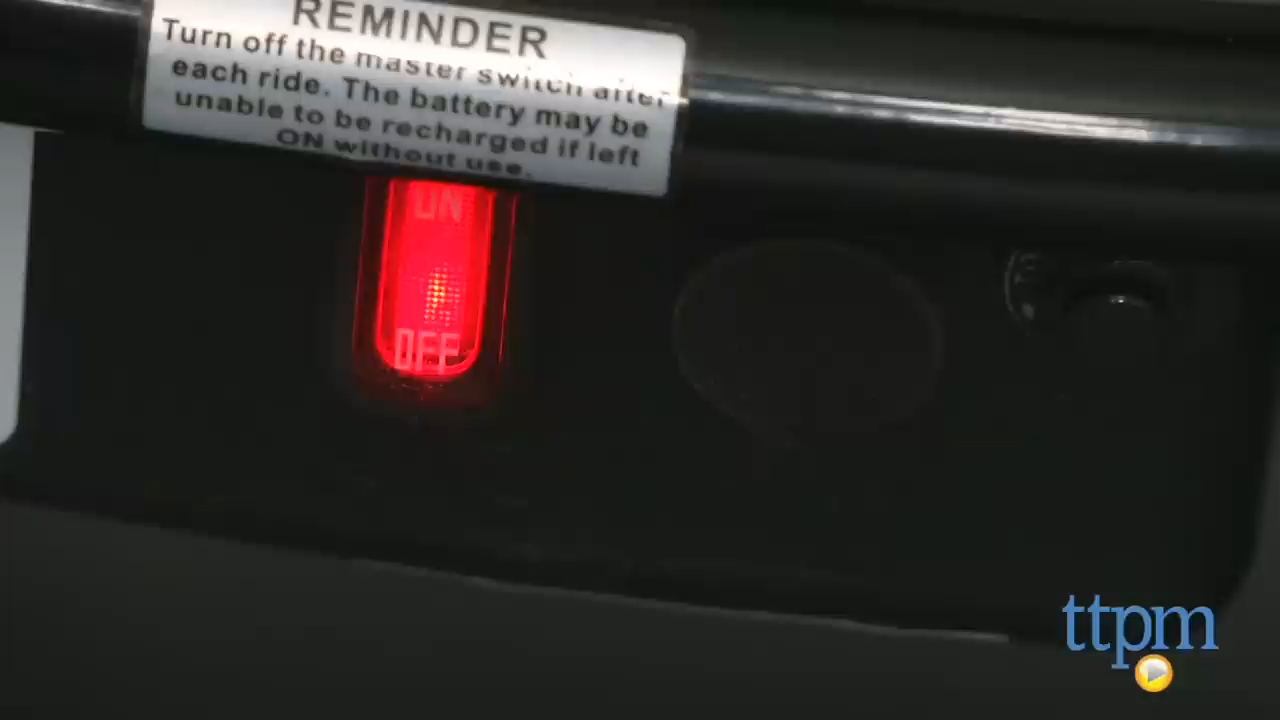 REMINDER
Turn off the master switch after
each ride. The battery may be
unable to be recharged if left
ON without use.
ON
OFF
ttpm